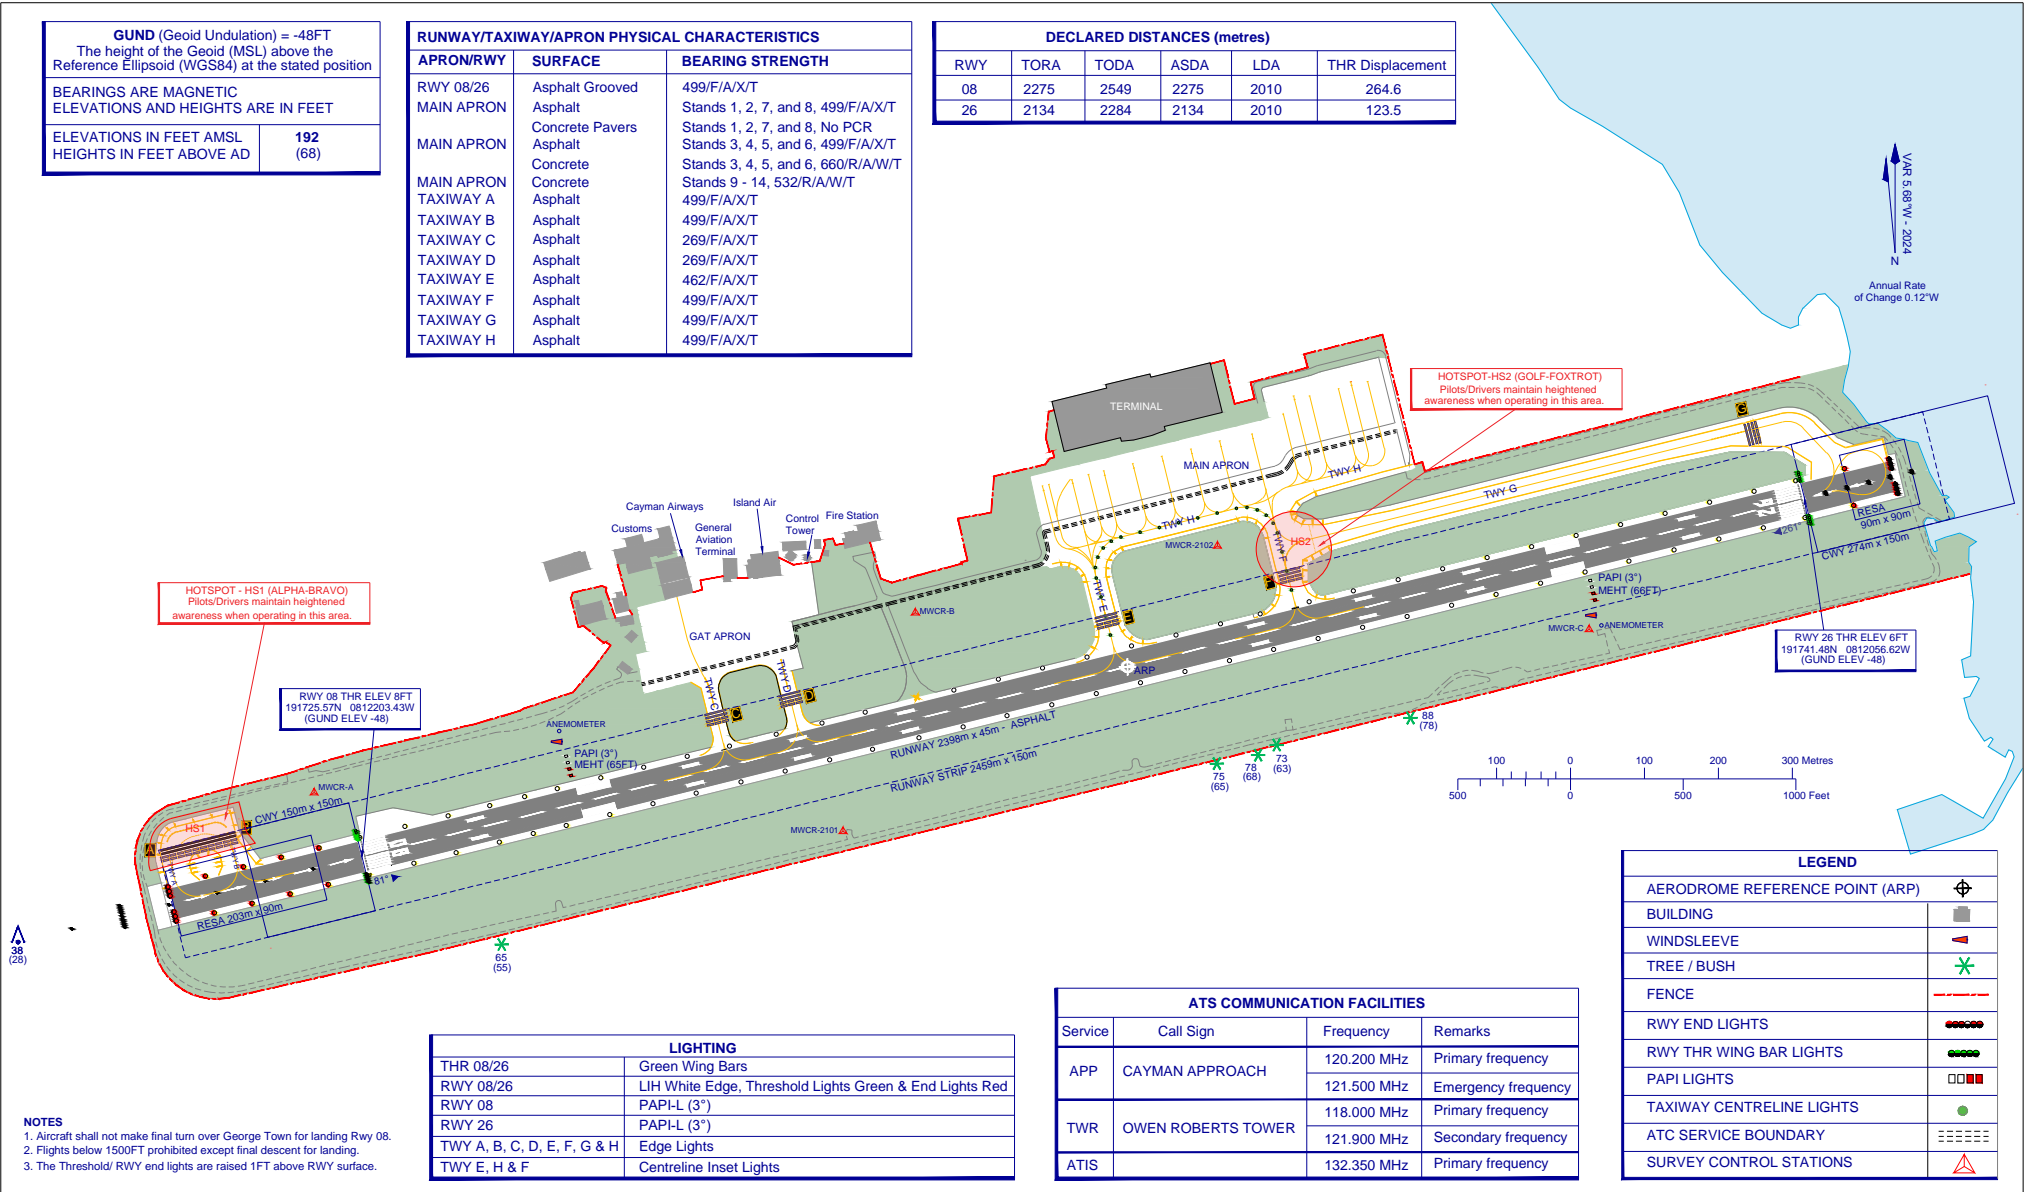 GUND (Geoid Undulation) = -48FT
The height of the Geoid (MSL) above the
Reference Ellipsoid (WGS84) at the stated position
BEARINGS ARE MAGNETIC
ELEVATIONS AND HEIGHTS ARE IN FEET
ELEVATIONS IN FEET AMSL 192
HEIGHTS IN FEET ABOVE AD (68)
RUNWAY/TAXIWAY/APRON PHYSICAL CHARACTERISTICS
APRON/RWY SURFACE BEARING STRENGTH
RWY 08/26 Asphalt Grooved 499/F/A/X/T
MAIN APRON Asphalt Stands 1, 2, 7, and 8, 499/F/A/X/T
Concrete Pavers Stands 1, 2, 7, and 8, No PCR
MAIN APRON Asphalt Stands 3, 4, 5, and 6, 499/F/A/X/T
Concrete Stands 3, 4, 5, and 6, 660/R/A/W/T
MAIN APRON Concrete Stands 9 - 14, 532/R/A/W/T
TAXIWAY A Asphalt 499/F/A/X/T
TAXIWAY B Asphalt 499/F/A/X/T
TAXIWAY C Asphalt 269/F/A/X/T
TAXIWAY D Asphalt 269/F/A/X/T
TAXIWAY E Asphalt 462/F/A/X/T
TAXIWAY F Asphalt 499/F/A/X/T
TAXIWAY G Asphalt 499/F/A/X/T
TAXIWAY H Asphalt 499/F/A/X/T
DECLARED DISTANCES (metres)
RWY TORA TODA ASDA LDA THR Displacement
08 2275 2549 2275 2010 264.6
26 2134 2284 2134 2010 123.5
VAR 5.68°W - 2024
N
Annual Rate
of Change 0.12°W
HOTSPOT-HS2 (GOLF-FOXTROT)
Pilots/Drivers maintain heightened
awareness when operating in this area.
TERMINAL
MAIN APRON
TWY H
TWY G
G
TWY H
TWY F
HS2
F
MWCR-2102
TWY E
E
Cayman Airways
Island Air
Customs
General
Aviation
Terminal
Control
Tower
Fire Station
MWCR-B
GAT APRON
TWY C
TWY D
C
D
ARP
RESA
90m x 90m
CWY 274m x 150m
261°
26
PAPI (3°)
MEHT (66FT)
MWCR-C
ANEMOMETER
RWY 26 THR ELEV 6FT
191741.48N 0812056.62W
(GUND ELEV -48)
HOTSPOT - HS1 (ALPHA-BRAVO)
Pilots/Drivers maintain heightened
awareness when operating in this area.
RWY 08 THR ELEV 8FT
191725.57N 0812203.43W
(GUND ELEV -48)
ANEMOMETER
PAPI (3°)
MEHT (65FT)
RUNWAY 2398m x 45m - ASPHALT
RUNWAY STRIP 2459m x 150m
MWCR-A
CWY 150m x 150m
HS1
A
B
TWY A
TWY B
08
81°
RESA 203m x 90m
MWCR-2101
88
(78)
73
(63)
78
(68)
75
(65)
65
(55)
38
(28)
100 0 100 200 300 Metres
500 0 500 1000 Feet
LEGEND
AERODROME REFERENCE POINT (ARP)
BUILDING
WINDSLEEVE
TREE / BUSH
FENCE
RWY END LIGHTS
RWY THR WING BAR LIGHTS
PAPI LIGHTS
TAXIWAY CENTRELINE LIGHTS
ATC SERVICE BOUNDARY
SURVEY CONTROL STATIONS
ATS COMMUNICATION FACILITIES
Service Call Sign Frequency Remarks
APP CAYMAN APPROACH 120.200 MHz Primary frequency
121.500 MHz Emergency frequency
TWR OWEN ROBERTS TOWER 118.000 MHz Primary frequency
121.900 MHz Secondary frequency
ATIS 132.350 MHz Primary frequency
LIGHTING
THR 08/26 Green Wing Bars
RWY 08/26 LIH White Edge, Threshold Lights Green & End Lights Red
RWY 08 PAPI-L (3°)
RWY 26 PAPI-L (3°)
TWY A, B, C, D, E, F, G & H Edge Lights
TWY E, H & F Centreline Inset Lights
NOTES
1. Aircraft shall not make final turn over George Town for landing Rwy 08.
2. Flights below 1500FT prohibited except final descent for landing.
3. The Threshold/ RWY end lights are raised 1FT above RWY surface.